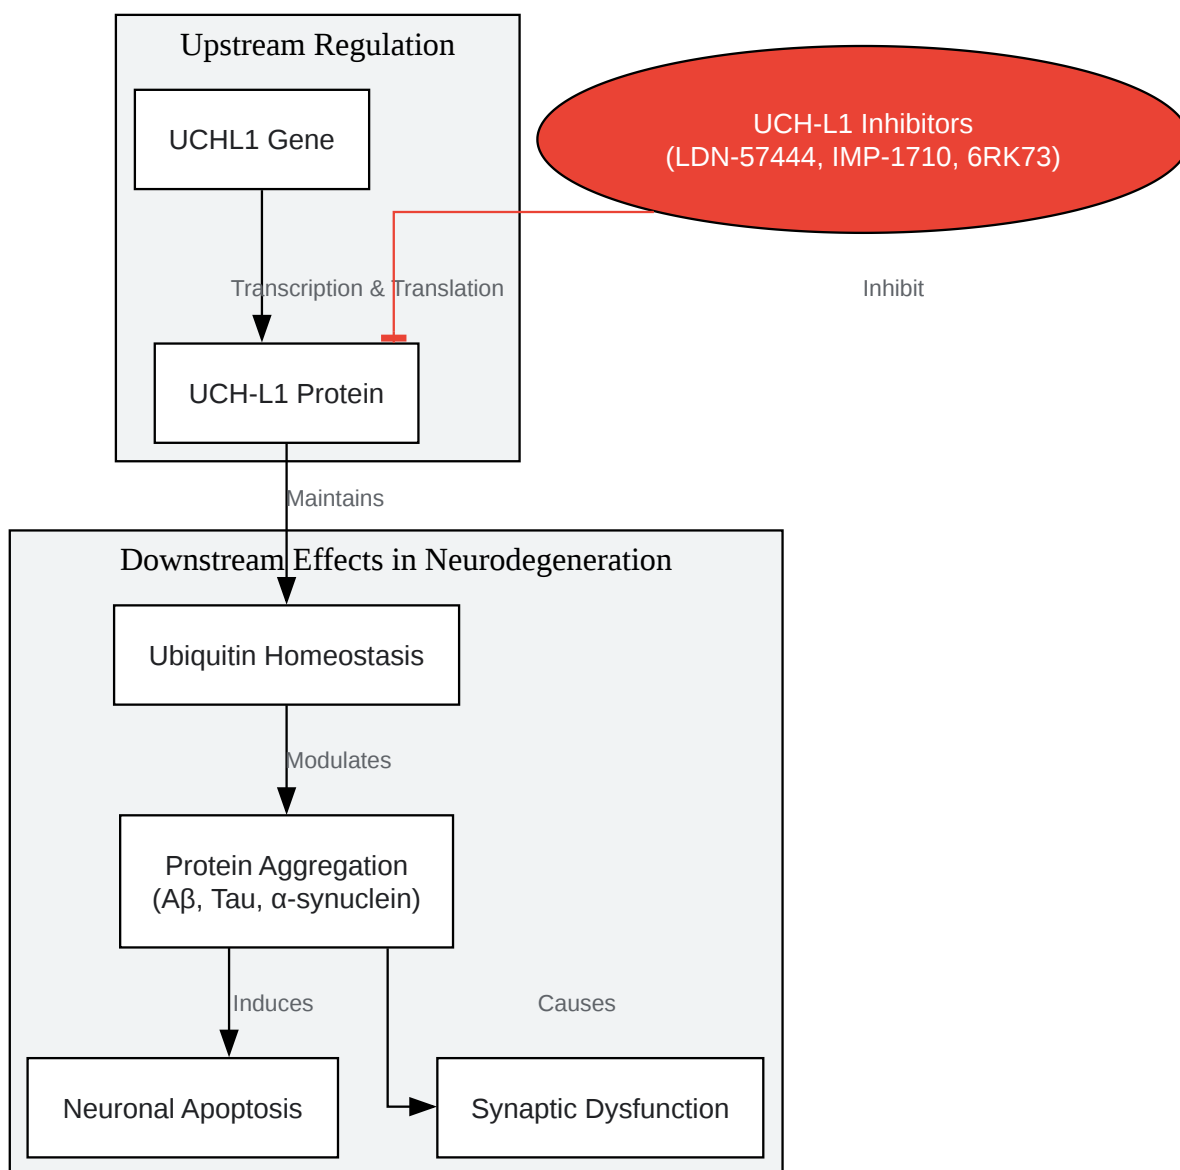 Upstream Regulation
UCHL1 Gene
UCH-L1 Inhibitors
(LDN-57444, IMP-1710, 6RK73)
Transcription & Translation
Inhibit
UCH-L1 Protein
Maintains
Downstream Effects in Neurodegeneration
Ubiquitin Homeostasis
Modulates
Protein Aggregation
(Aβ, Tau, α-synuclein)
Induces
Causes
Neuronal Apoptosis
Synaptic Dysfunction